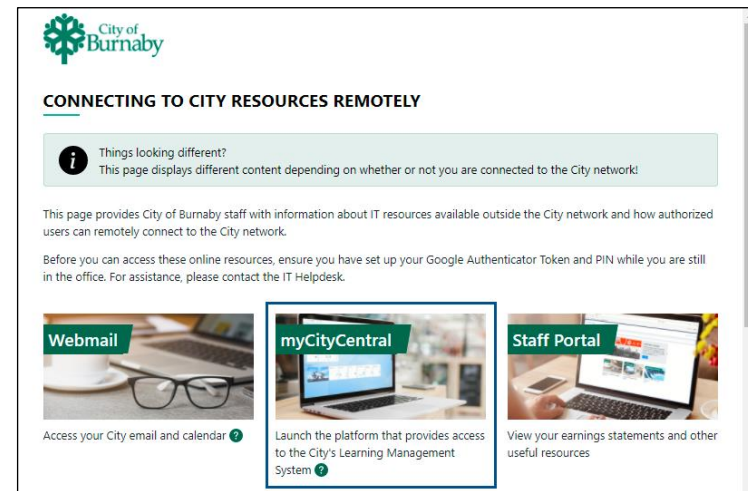 City of
Burnaby
CONNECTING TO CITY RESOURCES REMOTELY
i
Things looking different?
This page displays different content depending on whether or not you are connected to the City network!
This page provides City of Burnaby staff with information about IT resources available outside the City network and how authorized
users can remotely connect to the City network.
Before you can access these online resources, ensure you have set up your Google Authenticator Token and PIN while you are still
in the office. For assistance, please contact the IT Helpdesk.
Webmail
Access your City email and calendar ?
myCityCentral
Launch the platform that provides access
to the City's Learning Management
System ?
Staff Portal
View your earnings statements and other
useful resources